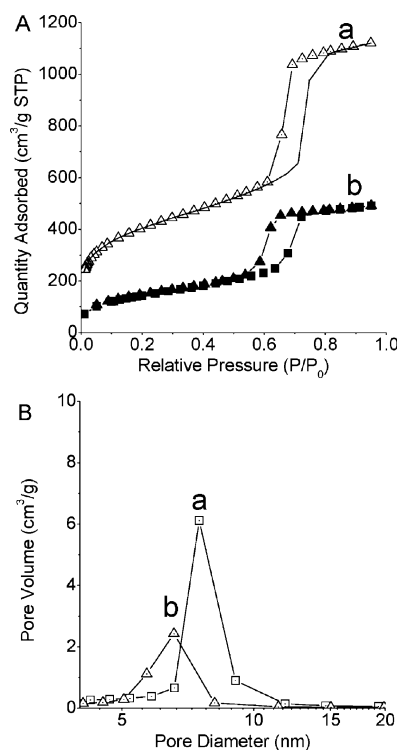 A
a
b
Quantity Adsorbed (cm³/g STP)
1200
1000
800
600
400
200
0
0.0 0.2 0.4 0.6 0.8 1.0
Relative Pressure (P/P₀)
B
a
b
Pore Volume (cm³/g)
10
8
6
4
2
0
5 10 15 20
Pore Diameter (nm)